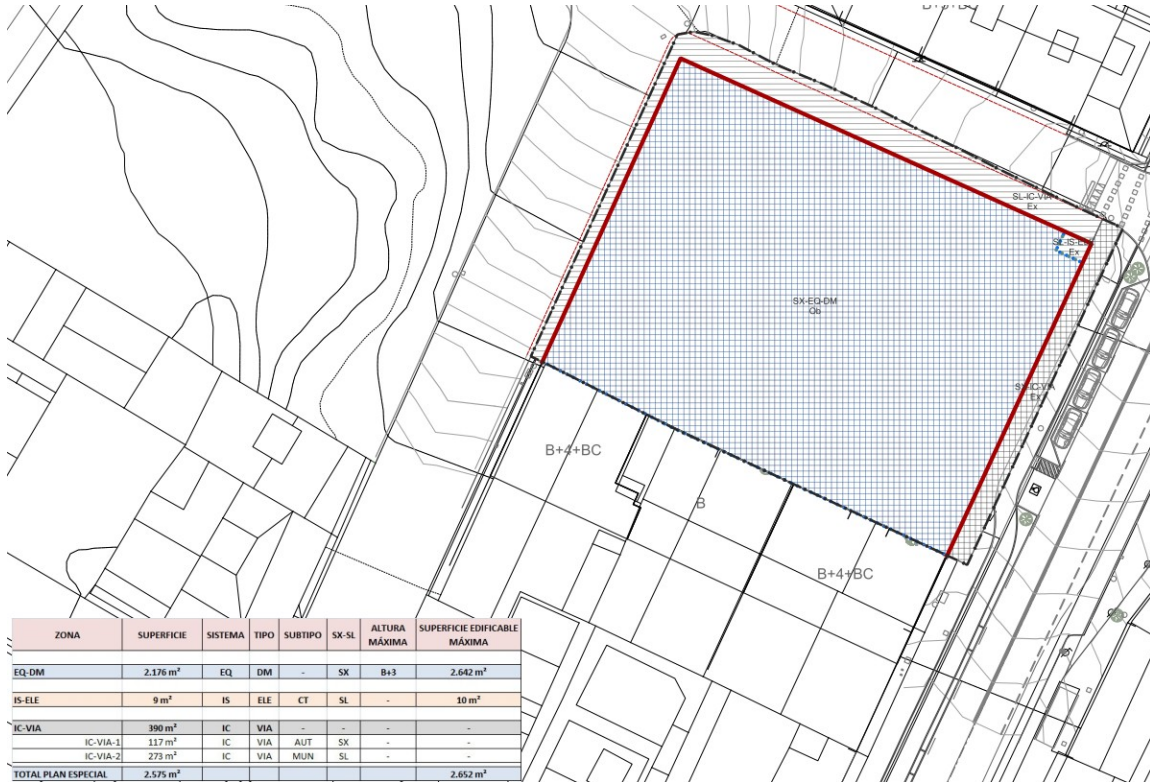 SL-IC-VIA
Ex
Ex
SX-EQ-DM
Ob
SX-IC-VIA
Ex
B+4+BC
B
B+4+BC
ZONA SUPERFICIE SISTEMA TIPO SUBTIPO SX-SL ALTURA MÁXIMA SUPERFICIE EDIFICABLE MÁXIMA
EQ-DM 2.176 m² EQ DM - SX B+3 2.642 m²
IS-ELE 9 m² IS ELE CT SL - 10 m²
IC-VIA 390 m² IC VIA - - - -
IC-VIA-1 117 m² IC VIA AUT SX - -
IC-VIA-2 273 m² IC VIA MUN SL - -
TOTAL PLAN ESPECIAL 2.575 m² 2.652 m²